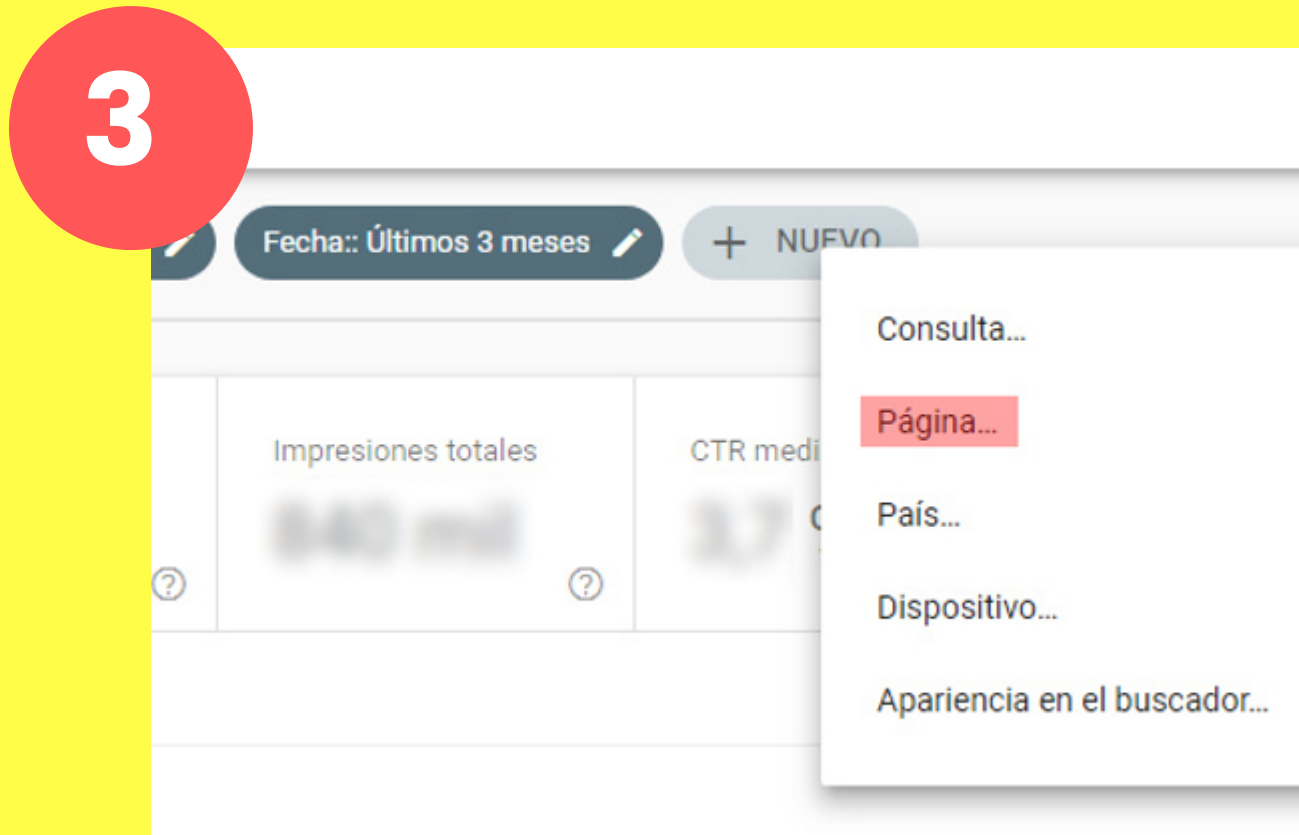 3
Fecha:: Últimos 3 meses
+ NUEVO
Consulta...
Página...
País...
Dispositivo...
Apariencia en el buscador...
Impresiones totales
CTR medi